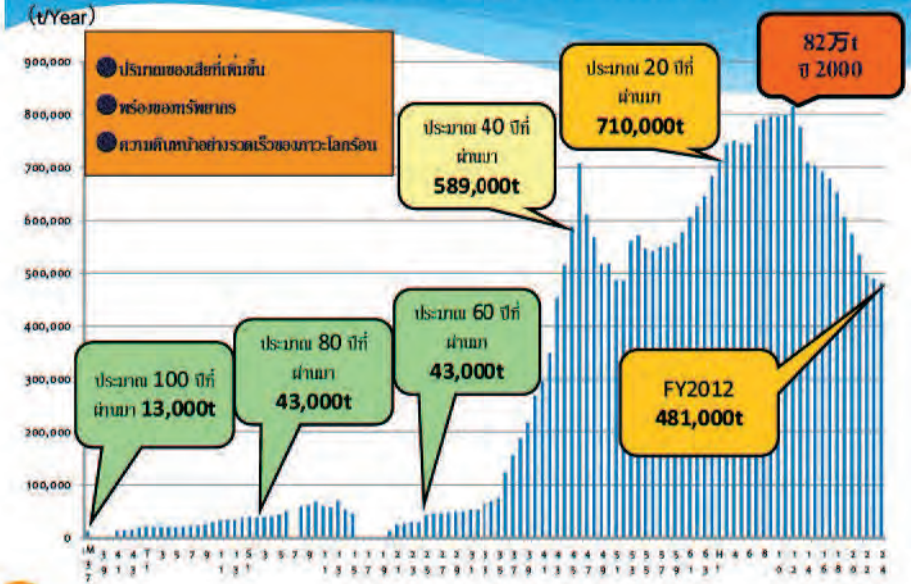 (t/Year)
900,000
800,000
700,000
600,000
500,000
400,000
300,000
200,000
100,000
0
ปริมาณของเสียที่เพิ่มขึ้น
พร่องของทรัพยากร
ความคืบหน้าอย่างรวดเร็วของภาวะโลกร้อน
ประมาณ 100 ปีที่
ผ่านมา 13,000t
ประมาณ 80 ปีที่
ผ่านมา
43,000t
ประมาณ 60 ปีที่
ผ่านมา
43,000t
ประมาณ 40 ปีที่
ผ่านมา
589,000t
ประมาณ 20 ปีที่
ผ่านมา
710,000t
82万t
ปี 2000
FY2012
481,000t